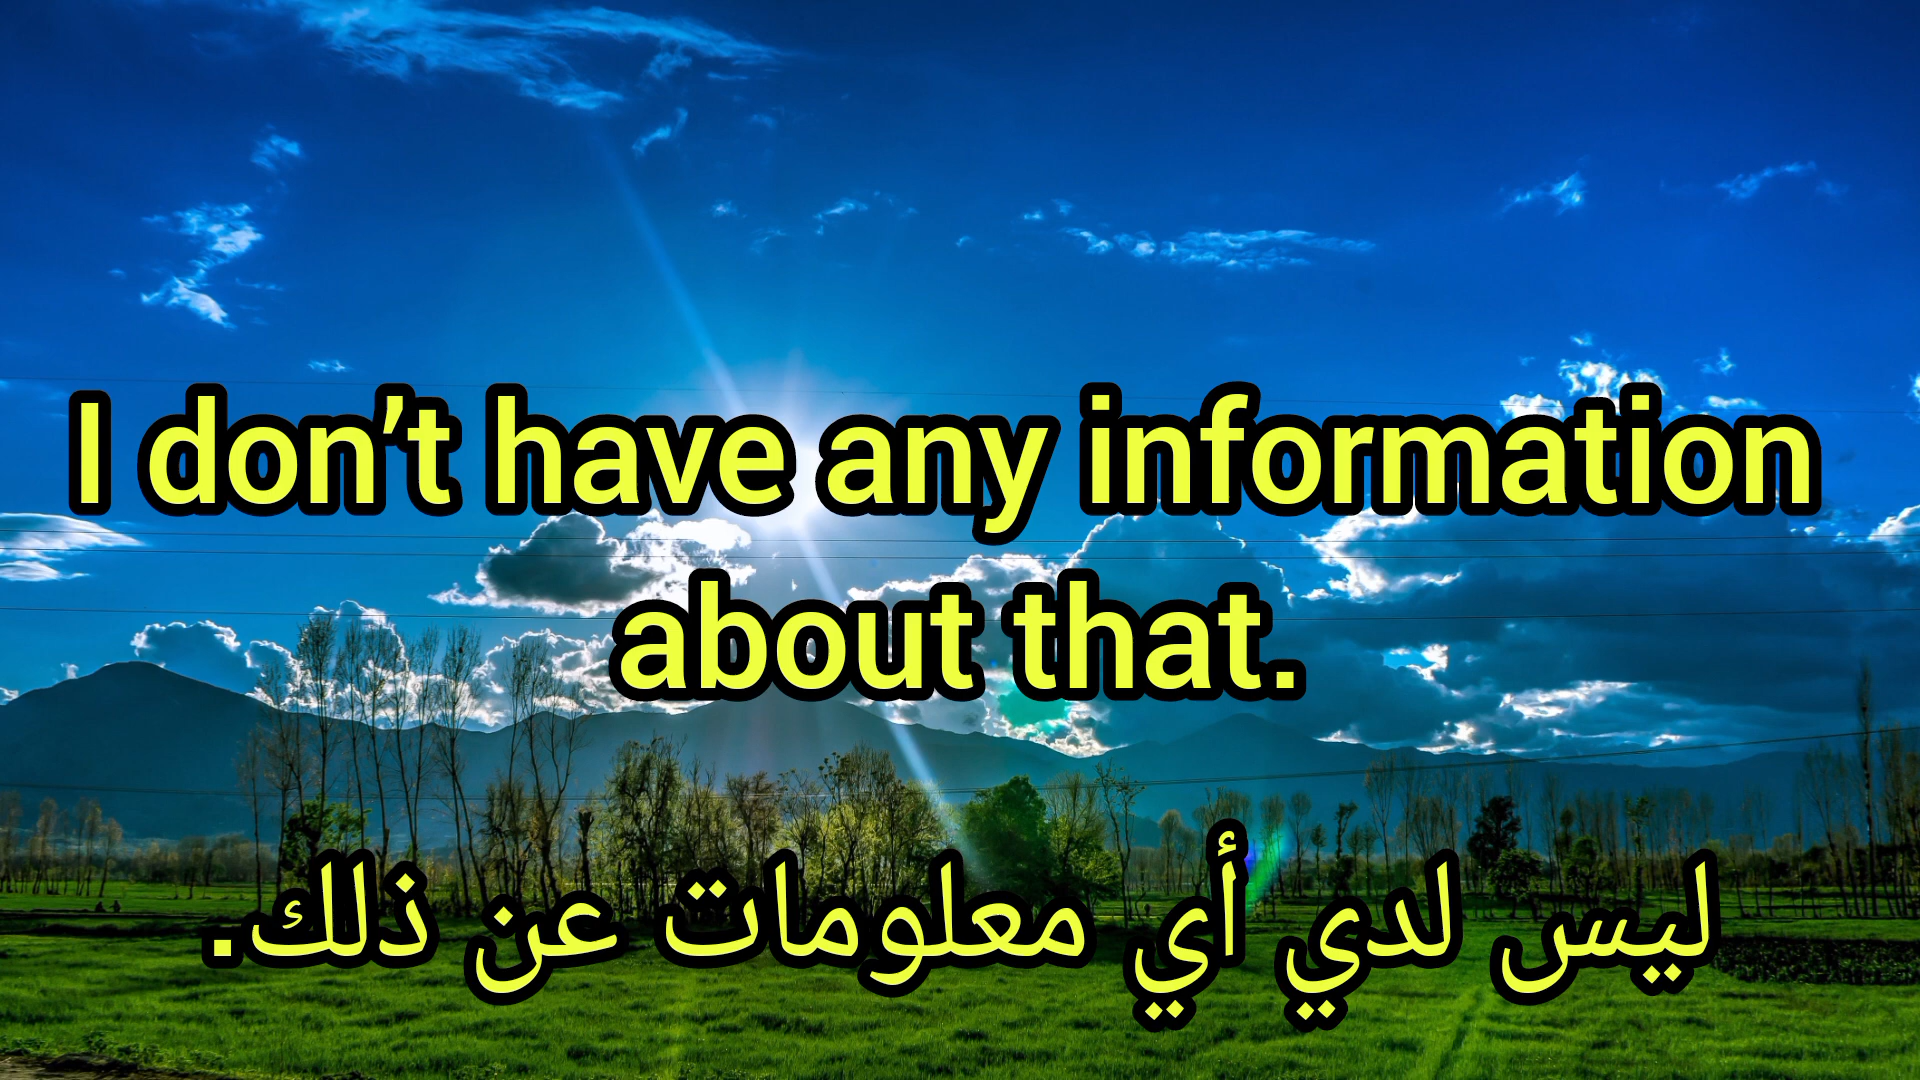 I don’t have any information
about that.
ليس لدي أي معلومات عن ذلك.